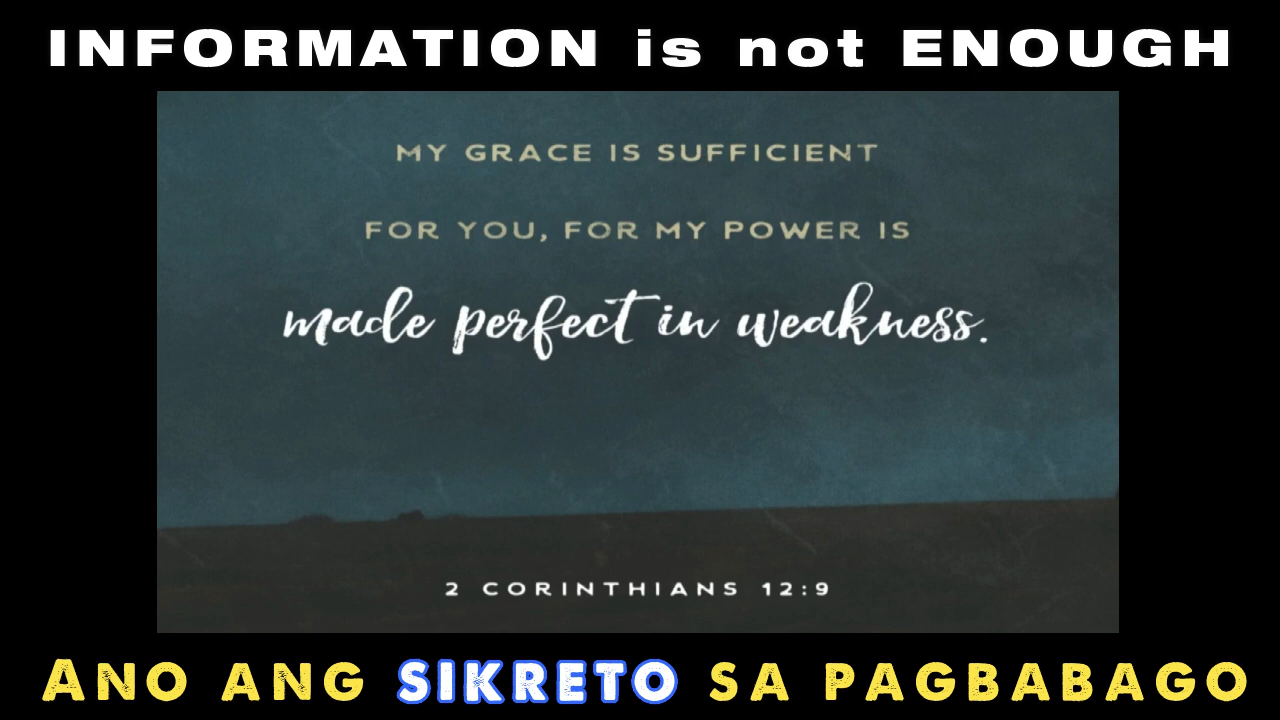 INFORMATION is not ENOUGH
MY GRACE IS SUFFICIENT
FOR YOU, FOR MY POWER IS
made perfect in weakness.
2 CORINTHIANS 12:9
ANO ANG SIKRETO SA PAGBABAGO